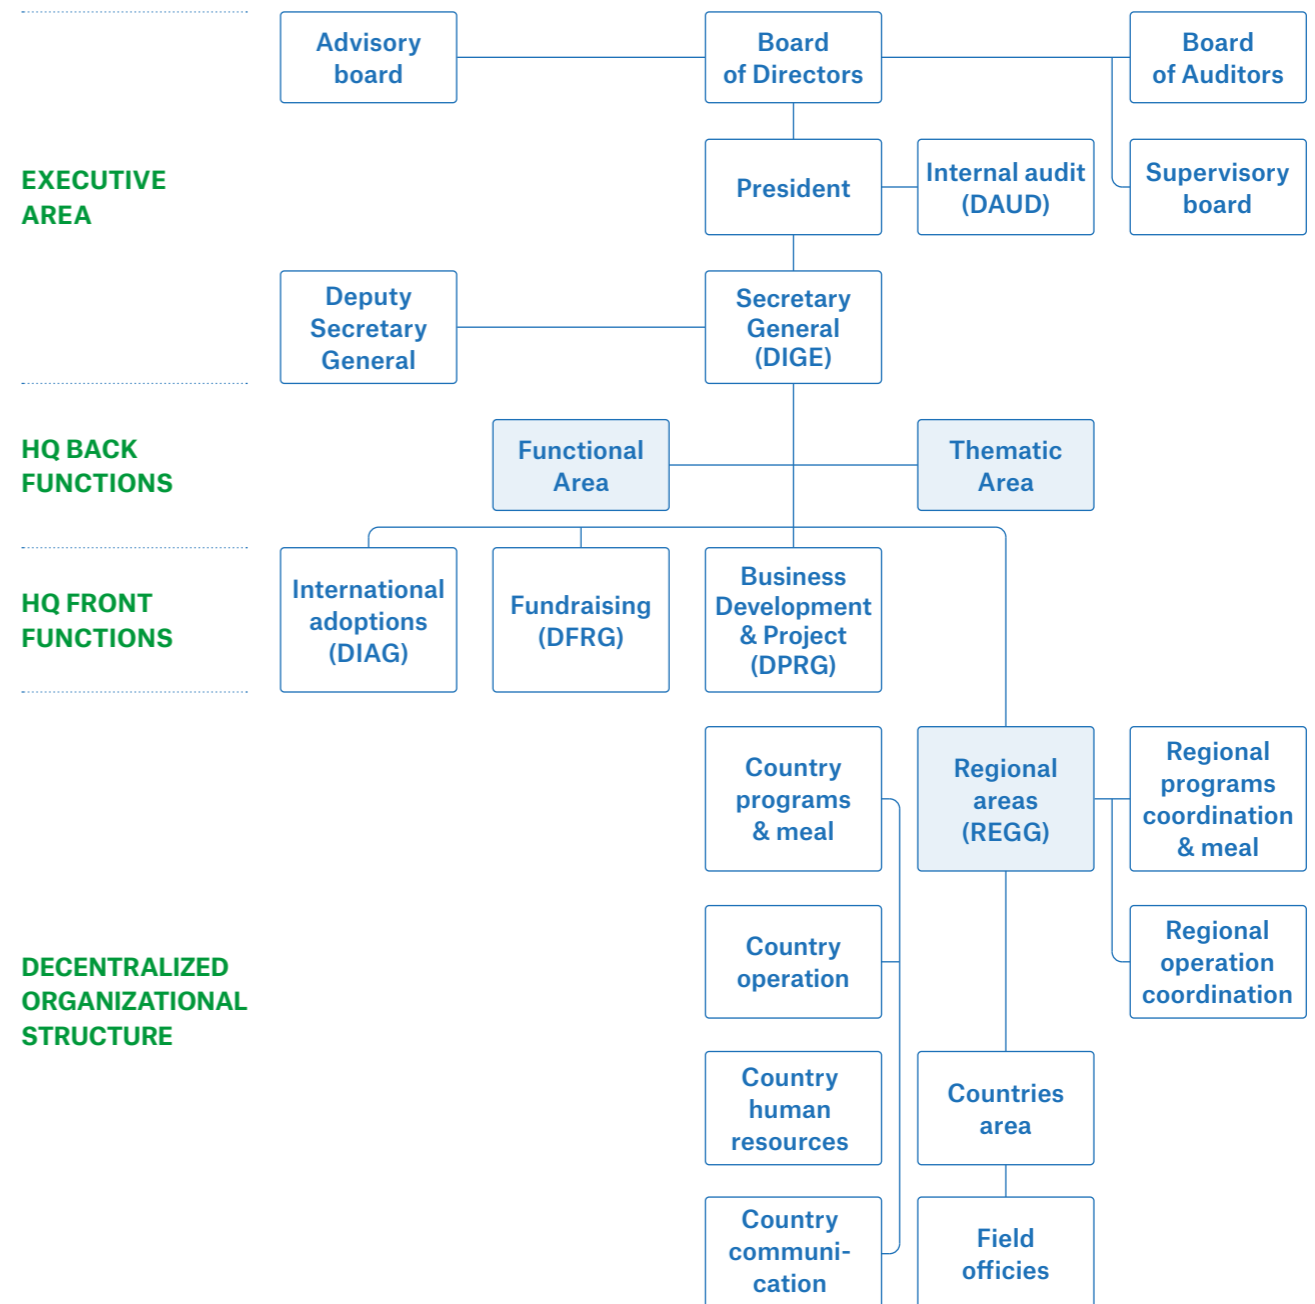 Advisory
board
Board
of Directors
Board
of Auditors
EXECUTIVE
AREA
President
Internal audit
(DAUD)
Supervisory
board
Deputy
Secretary
General
Secretary
General
(DIGE)
HQ BACK
FUNCTIONS
Functional
Area
Thematic
Area
HQ FRONT
FUNCTIONS
International
adoptions
(DIAG)
Fundraising
(DFRG)
Business
Development
& Project
(DPRG)
Country
programs
& meal
Regional
areas
(REGG)
Regional
programs
coordination
& meal
DECENTRALIZED
ORGANIZATIONAL
STRUCTURE
Country
operation
Regional
operation
coordination
Country
human
resources
Countries
area
Country
communi-
cation
Field
officies